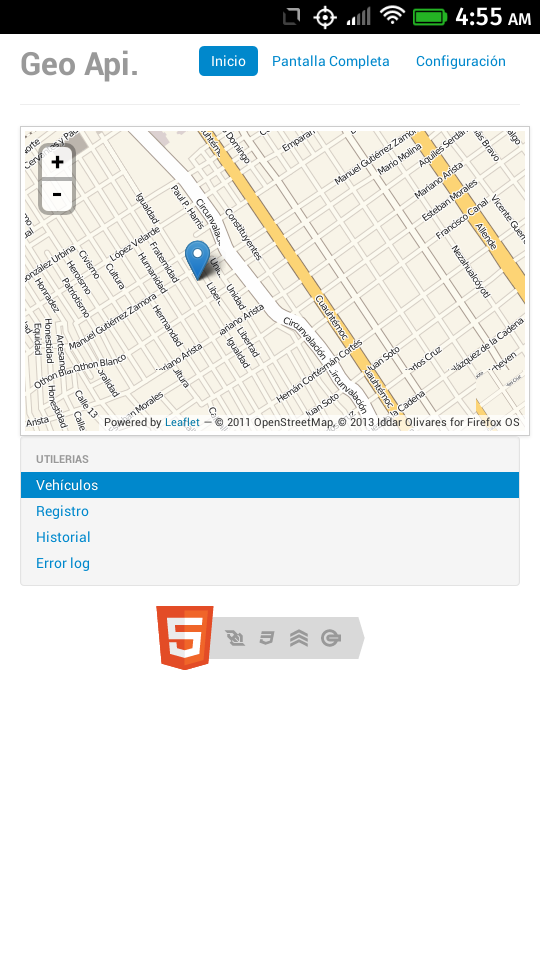 4:55 AM
Geo Api.
Inicio
Pantalla Completa
Configuración
+
-
Domingo
Emparan
Manuel Gutiérrez Zamora
Mario Molina
Aquiles Serdán
Mariano Arista
Esteban Morales
Francisco Canal
Allende
Vicente Guerrero
Nezahualcóyotl
Igualdad
Paul P. Harris
Circunvalación
Constituyentes
López Velarde
Fraternidad
Humanidad
González Urbina
Civismo
Cultura
Heroísmo
Patriotismo
Honradez
Unidad
Manuel Gutiérrez Zamora
Hermandad
Mariano Arista
Libertad
Igualdad
Circunvalación
Cuauhtémoc
Equidad
Honestidad
Artesanos
Othon Blanco
Othon Blanco
Mariano Arista
Cultura
Hernán Cortés
Hernán Cortés
Juan Soto
Carlos Cruz
Velázquez de la Cadena
Circunvalación
Cuauhtémoc
Juan Soto
Cadena
Calle 13
Morales
Honestidad
Arista
Powered by Leaflet — © 2011 OpenStreetMap, © 2013 Iddar Olivares for Firefox OS
UTILERIAS
Vehículos
Registro
Historial
Error log
5